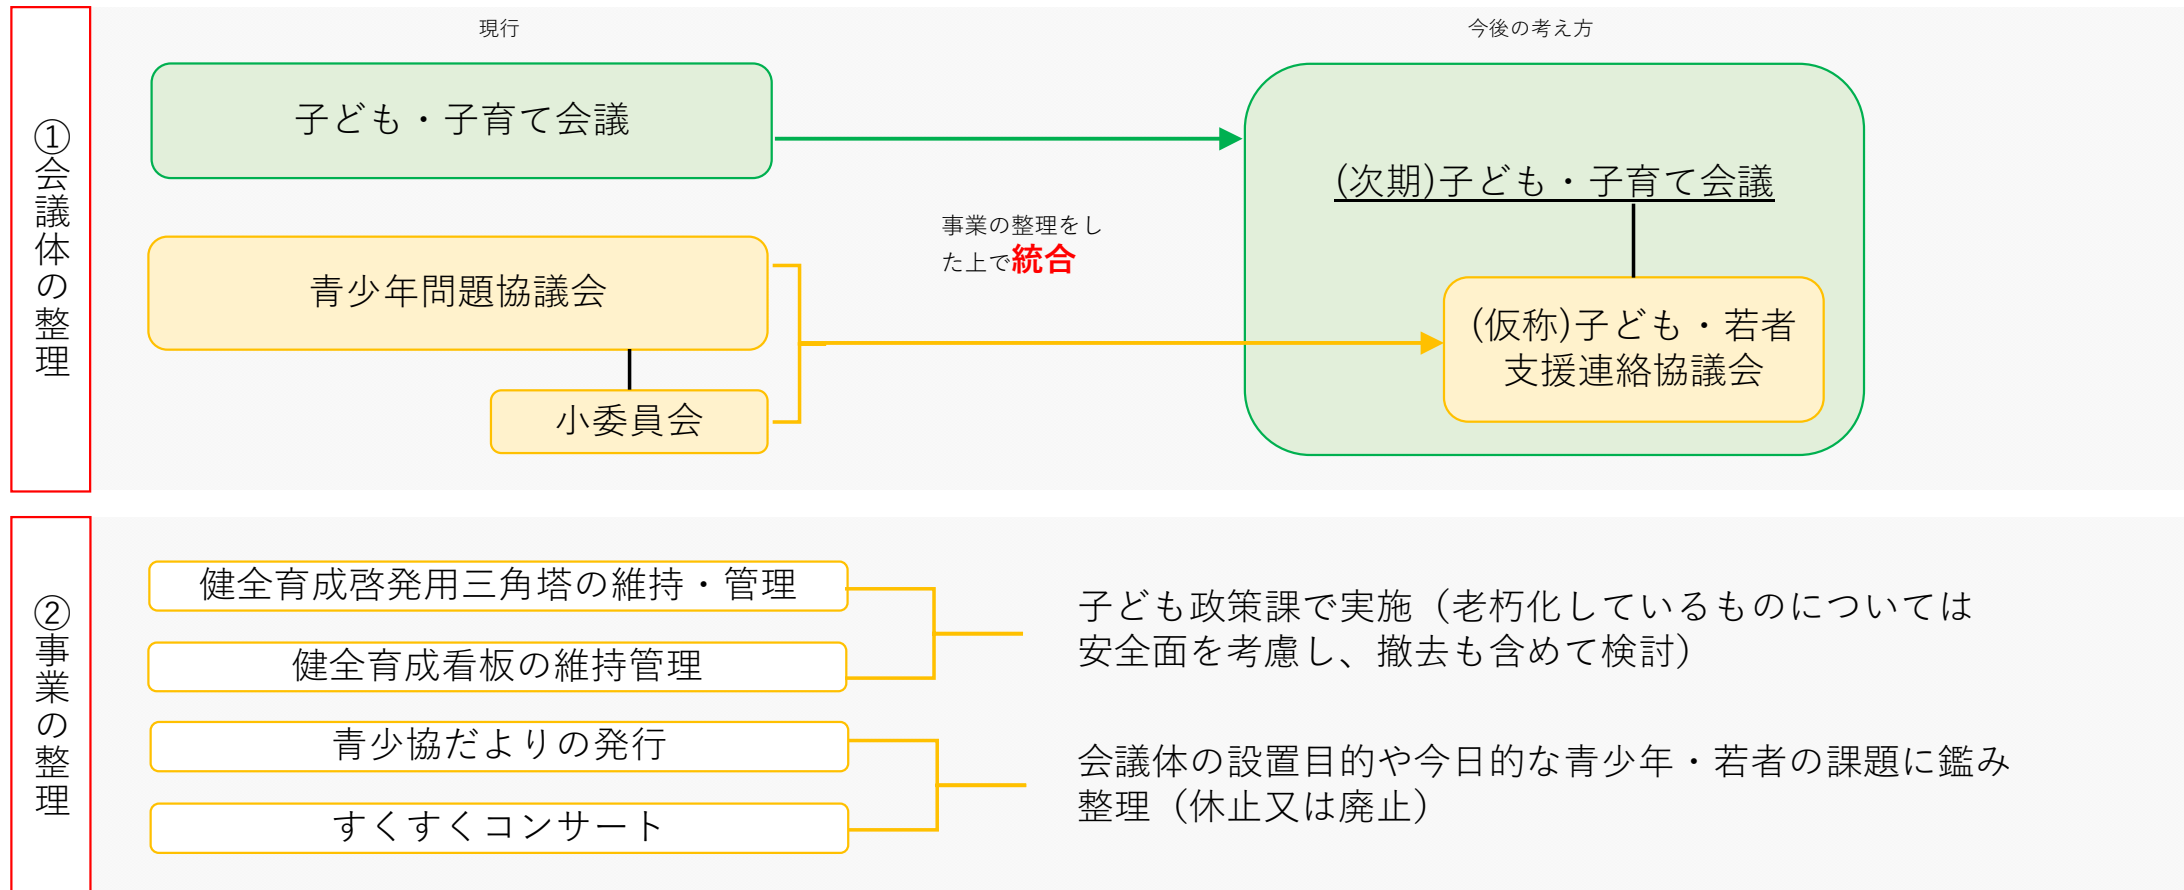 ①会議体の整理
現行
今後の考え方
子ども・子育て会議
(次期)子ども・子育て会議
事業の整理をし
た上で統合
青少年問題協議会
(仮称)子ども・若者
支援連絡協議会
小委員会
②事業の整理
健全育成啓発用三角塔の維持・管理
健全育成看板の維持管理
子ども政策課で実施（老朽化しているものについては
安全面を考慮し、撤去も含めて検討）
青少協だよりの発行
すくすくコンサート
会議体の設置目的や今日的な青少年・若者の課題に鑑み
整理（休止又は廃止）